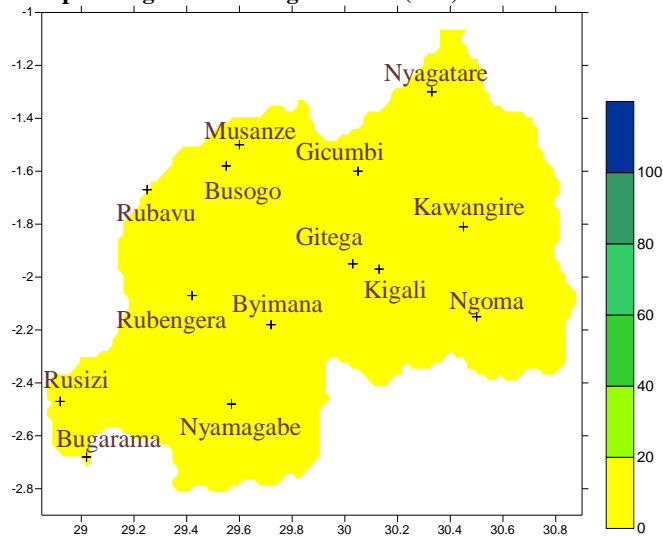 -1
-1.2
-1.4
-1.6
-1.8
-2
-2.2
-2.4
-2.6
-2.8
Nyagatare
Musanze
Gicumbi
Busogo
Rubavu
Kawangire
Gitega
Kigali
Byimana
Ngoma
Rubengera
Rusizi
Nyamagabe
Bugarama
29 29.2 29.4 29.6 29.8 30 30.2 30.4 30.6 30.8
100
80
60
40
20
0